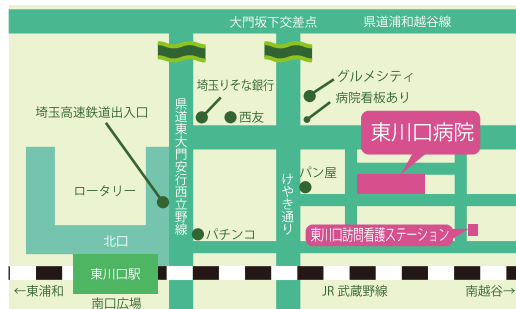 大門坂下交差点
県道浦和越谷線
グルメシティ
埼玉りそな銀行
病院看板あり
西友
埼玉高速鉄道出入口
東川口病院
県道東大門安行西立野線
けやき通り
パン屋
ロータリー
パチンコ
東川口訪問看護ステーション
北口
東川口駅
←東浦和
JR 武蔵野線
南越谷→
南口広場